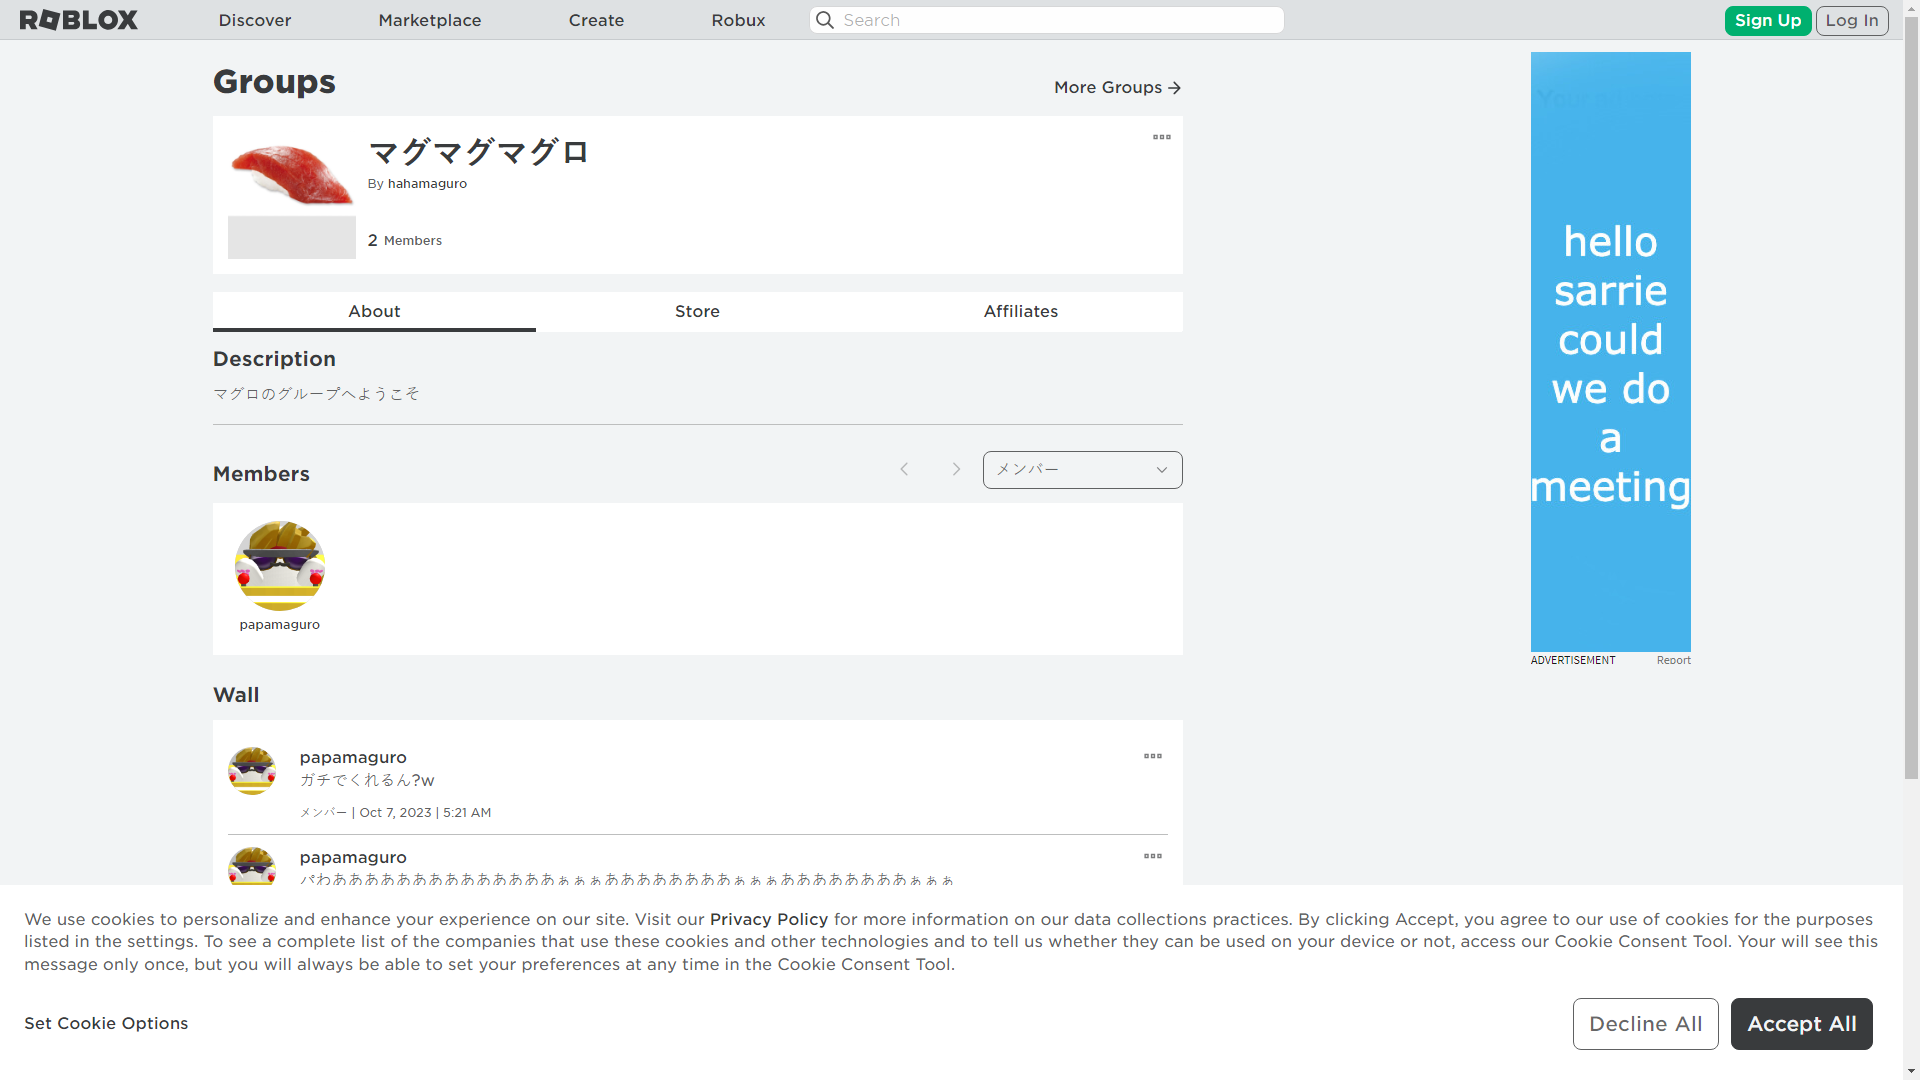 ROBLOX
Discover
Marketplace
Create
Robux
Search
Sign Up
Log In
Groups
More Groups
マグマグマグロ
By hahamaguro
2 Members
About
Store
Affiliates
Description
マグロのグループへようこそ
Members
メンバー
papamaguro
Wall
papamaguro
ガチでくれるん?w
メンバー | Oct 7, 2023 | 5:21 AM
papamaguro
パわああああああああああああああぁぁぁああああああああぁぁぁああああああああぁぁぁ
hello
sarrie
could
we do
a
meeting
ADVERTISEMENT
Report
We use cookies to personalize and enhance your experience on our site. Visit our Privacy Policy for more information on our data collections practices. By clicking Accept, you agree to our use of cookies for the purposes
listed in the settings. To see a complete list of the companies that use these cookies and other technologies and to tell us whether they can be used on your device or not, access our Cookie Consent Tool. Your will see this
message only once, but you will always be able to set your preferences at any time in the Cookie Consent Tool.
Set Cookie Options
Decline All
Accept All